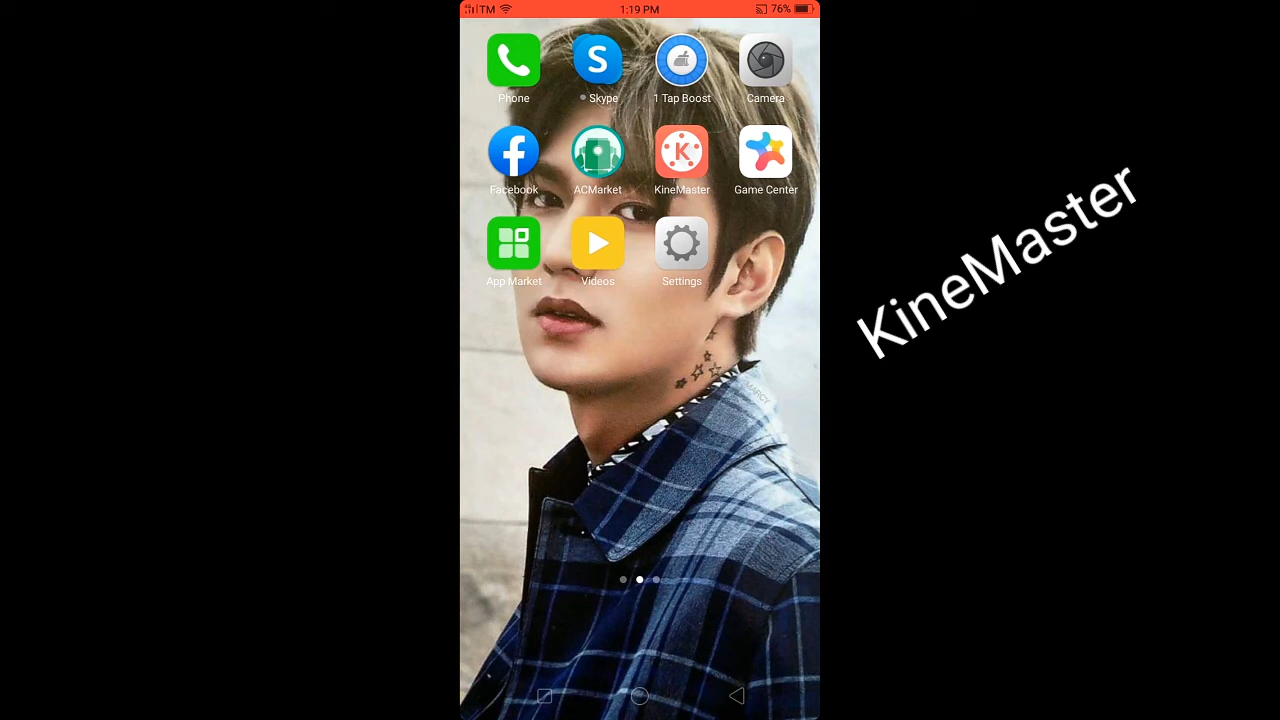 TM 1:19 PM 76%
S
Phone Skype 1 Tap Boost Camera
f K
Facebook ACMarket KineMaster Game Center
App Market Videos Settings
MARCY
KineMaster